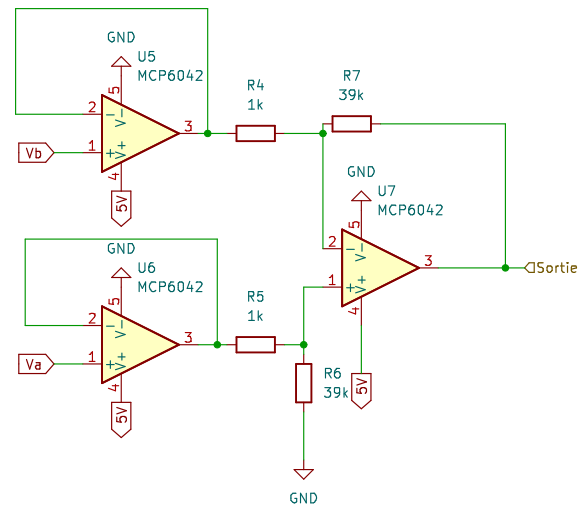 GND
U5
MCP6042
5
2
V-
3
Vb
1
V+
4
5V
R4
1k
R7
39k
GND
U7
MCP6042
5
2
V-
3
Sortie
1
V+
4
5V
GND
U6
MCP6042
5
2
V-
3
Va
1
V+
4
5V
R5
1k
R6
39k
GND